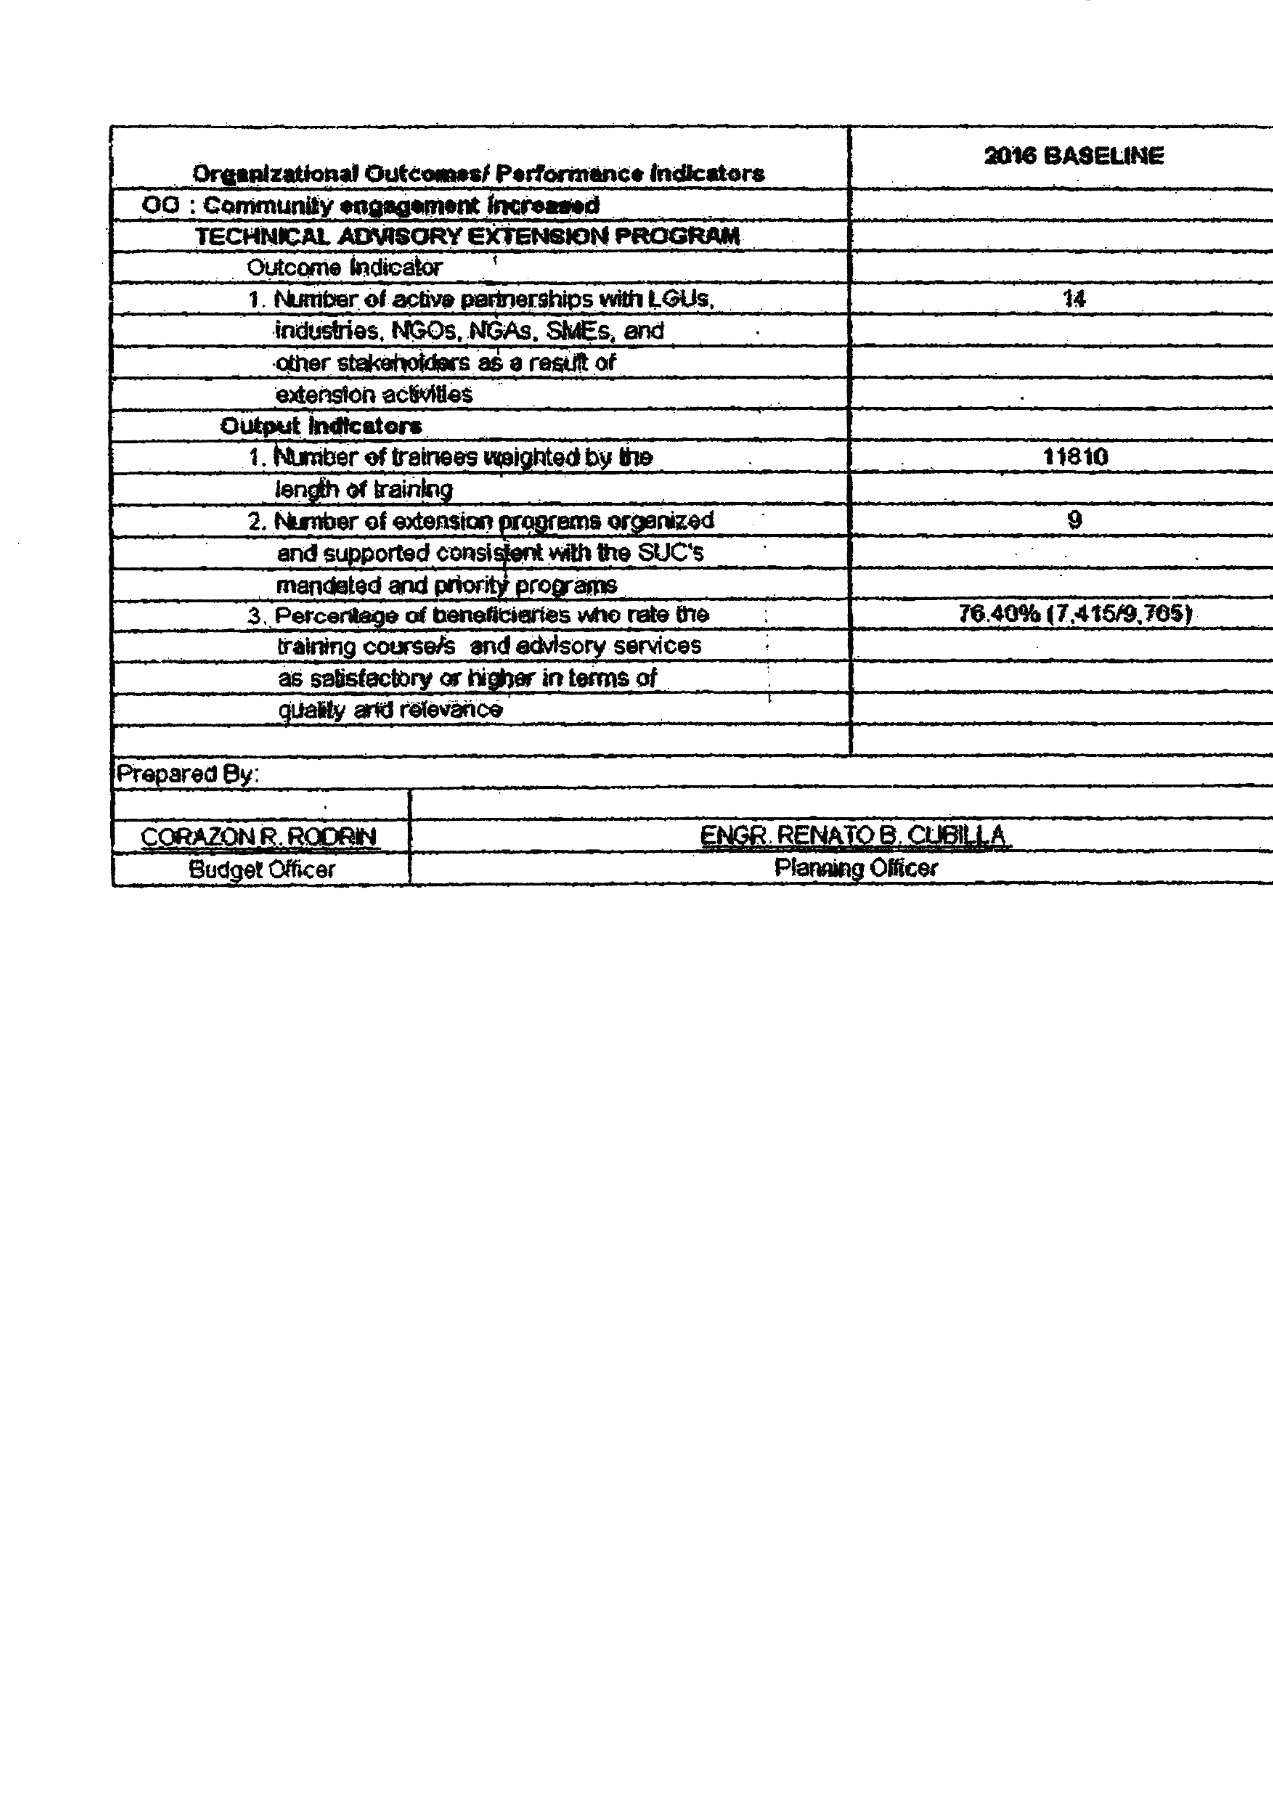 2016 BASELINE
Organizational Outcomes/ Performance Indicators
OO : Community engagement increased
TECHNICAL ADVISORY EXTENSION PROGRAM
Outcome Indicator
1. Number of active partnerships with LGUs, 14
industries, NGOs, NGAs, SMEs, and
other stakeholders as a result of
extension activities
Output Indicators
1. Number of trainees weighted by the 11810
length of training
2. Number of extension programs organized 9
and supported consistent with the SUC's
mandated and priority programs
3. Percentage of beneficiaries who rate the 76.40% (7,415/9,705)
training course/s and advisory services
as satisfactory or higher in terms of
quality and relevance
Prepared By:
CORAZON R. RODRIN ENGR. RENATO B. CUBILLA
Budget Officer Planning Officer